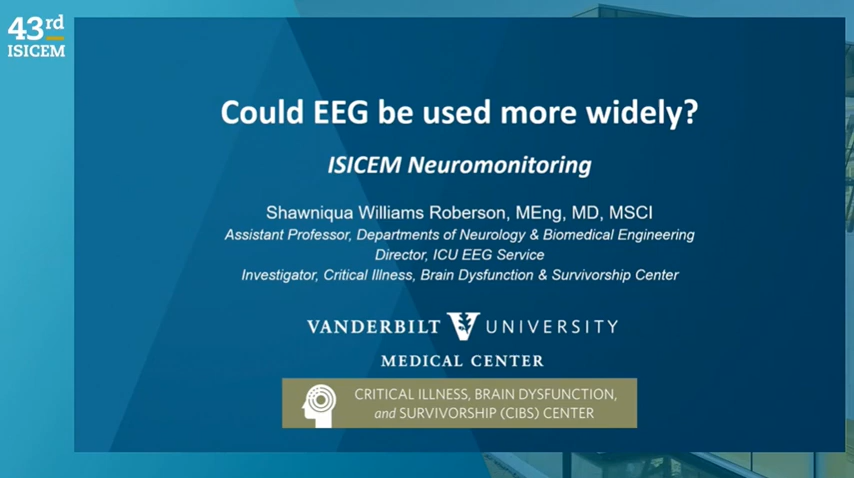 43rd
ISICEM
Could EEG be used more widely?
ISICEM Neuromonitoring
Shawniqua Williams Roberson, MEng, MD, MSCI
Assistant Professor, Departments of Neurology & Biomedical Engineering
Director, ICU EEG Service
Investigator, Critical Illness, Brain Dysfunction & Survivorship Center
VANDERBILT V UNIVERSITY
MEDICAL CENTER
CRITICAL ILLNESS, BRAIN DYSFUNCTION,
and SURVIVORSHIP (CIBS) CENTER